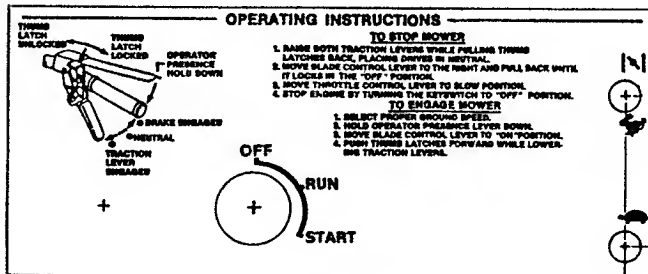 OPERATING INSTRUCTIONS
THUMB
LATCH
UNLOCKED
THUMB
LATCH
LOCKED
OPERATOR
PRESENCE
HOLD DOWN
BRAKE ENGAGED
NEUTRAL
TRACTION
LEVER
ENGAGED
TO STOP MOWER
1. RAISE BOTH TRACTION LEVERS WHILE PULLING THUMB
LATCHES BACK, PLACING DRIVES IN NEUTRAL.
2. MOVE BLADE CONTROL LEVER TO THE RIGHT AND PULL BACK UNTIL
IT LOCKS IN THE "OFF" POSITION.
3. MOVE THROTTLE CONTROL LEVER TO SLOW POSITION.
4. STOP ENGINE BY TURNING THE KEYSWITCH TO "OFF" POSITION.
TO ENGAGE MOWER
1. SELECT PROPER GROUND SPEED.
2. HOLD OPERATOR PRESENCE LEVER DOWN.
3. MOVE BLADE CONTROL LEVER TO "ON" POSITION.
4. PUSH THUMB LATCHES FORWARD WHILE LOWER-
ING TRACTION LEVERS.
OFF
RUN
START